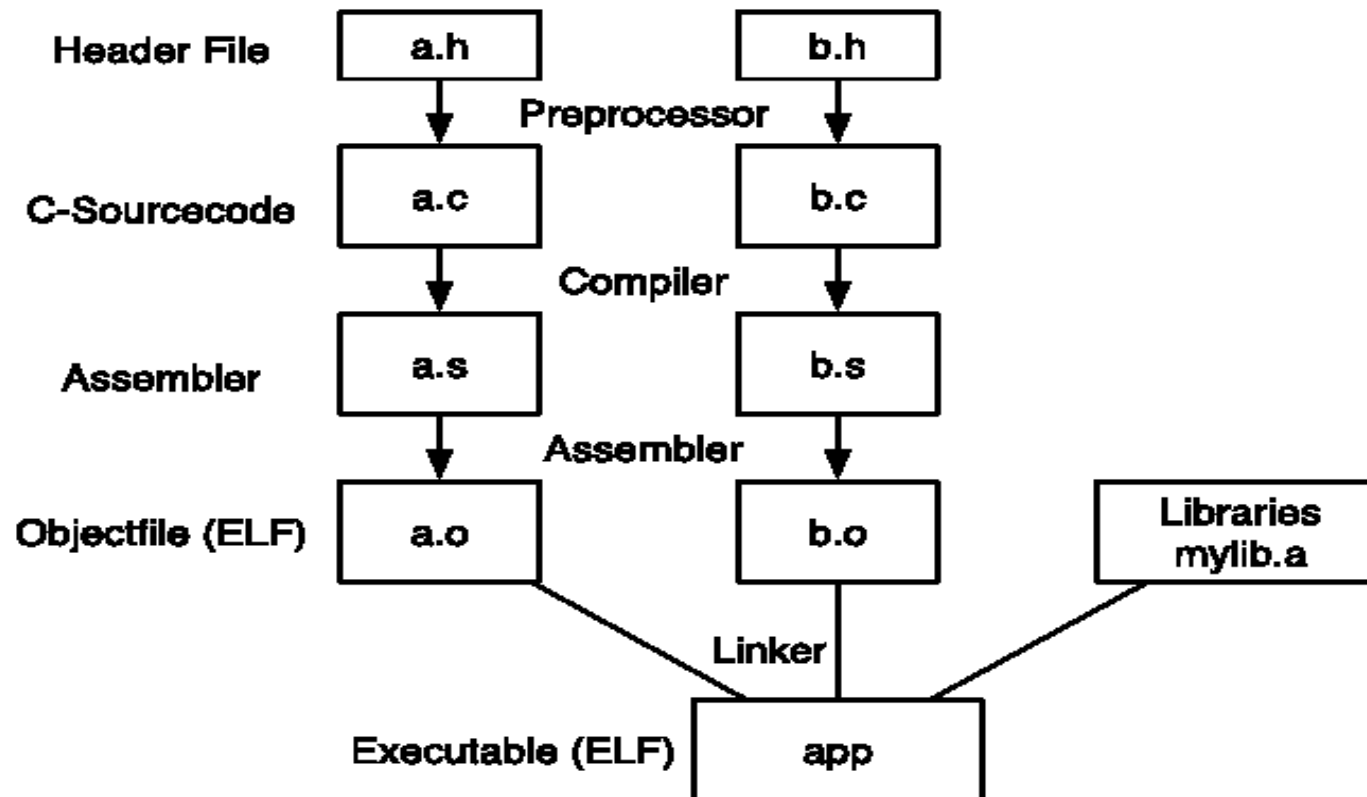 Header File
a.h
b.h
Preprocessor
C-Sourcecode
a.c
b.c
Compiler
Assembler
a.s
b.s
Assembler
Objectfile (ELF)
a.o
b.o
Libraries
mylib.a
Linker
Executable (ELF)
app